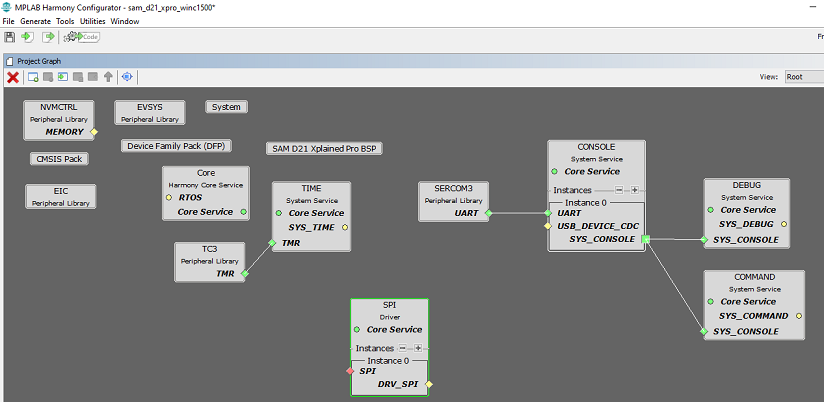 MPLAB Harmony Configurator - sam_d21_xpro_winc1500*
File Generate Tools Utilities Window
Code
Fr
Project Graph
View: Root
NVMCTRL
Peripheral Library
MEMORY
EVSYS
Peripheral Library
System
CMSIS Pack
Device Family Pack (DFP)
SAM D21 Xplained Pro BSP
EIC
Peripheral Library
Core
Harmony Core Service
RTOS
Core Service
TIME
System Service
Core Service
SYS_TIME
TMR
TC3
Peripheral Library
TMR
SERCOM3
Peripheral Library
UART
CONSOLE
System Service
Core Service
Instances
Instance 0
UART
USB_DEVICE_CDC
SYS_CONSOLE
DEBUG
System Service
Core Service
SYS_DEBUG
SYS_CONSOLE
COMMAND
System Service
Core Service
SYS_COMMAND
SYS_CONSOLE
SPI
Driver
Core Service
Instances
Instance 0
SPI
DRV_SPI